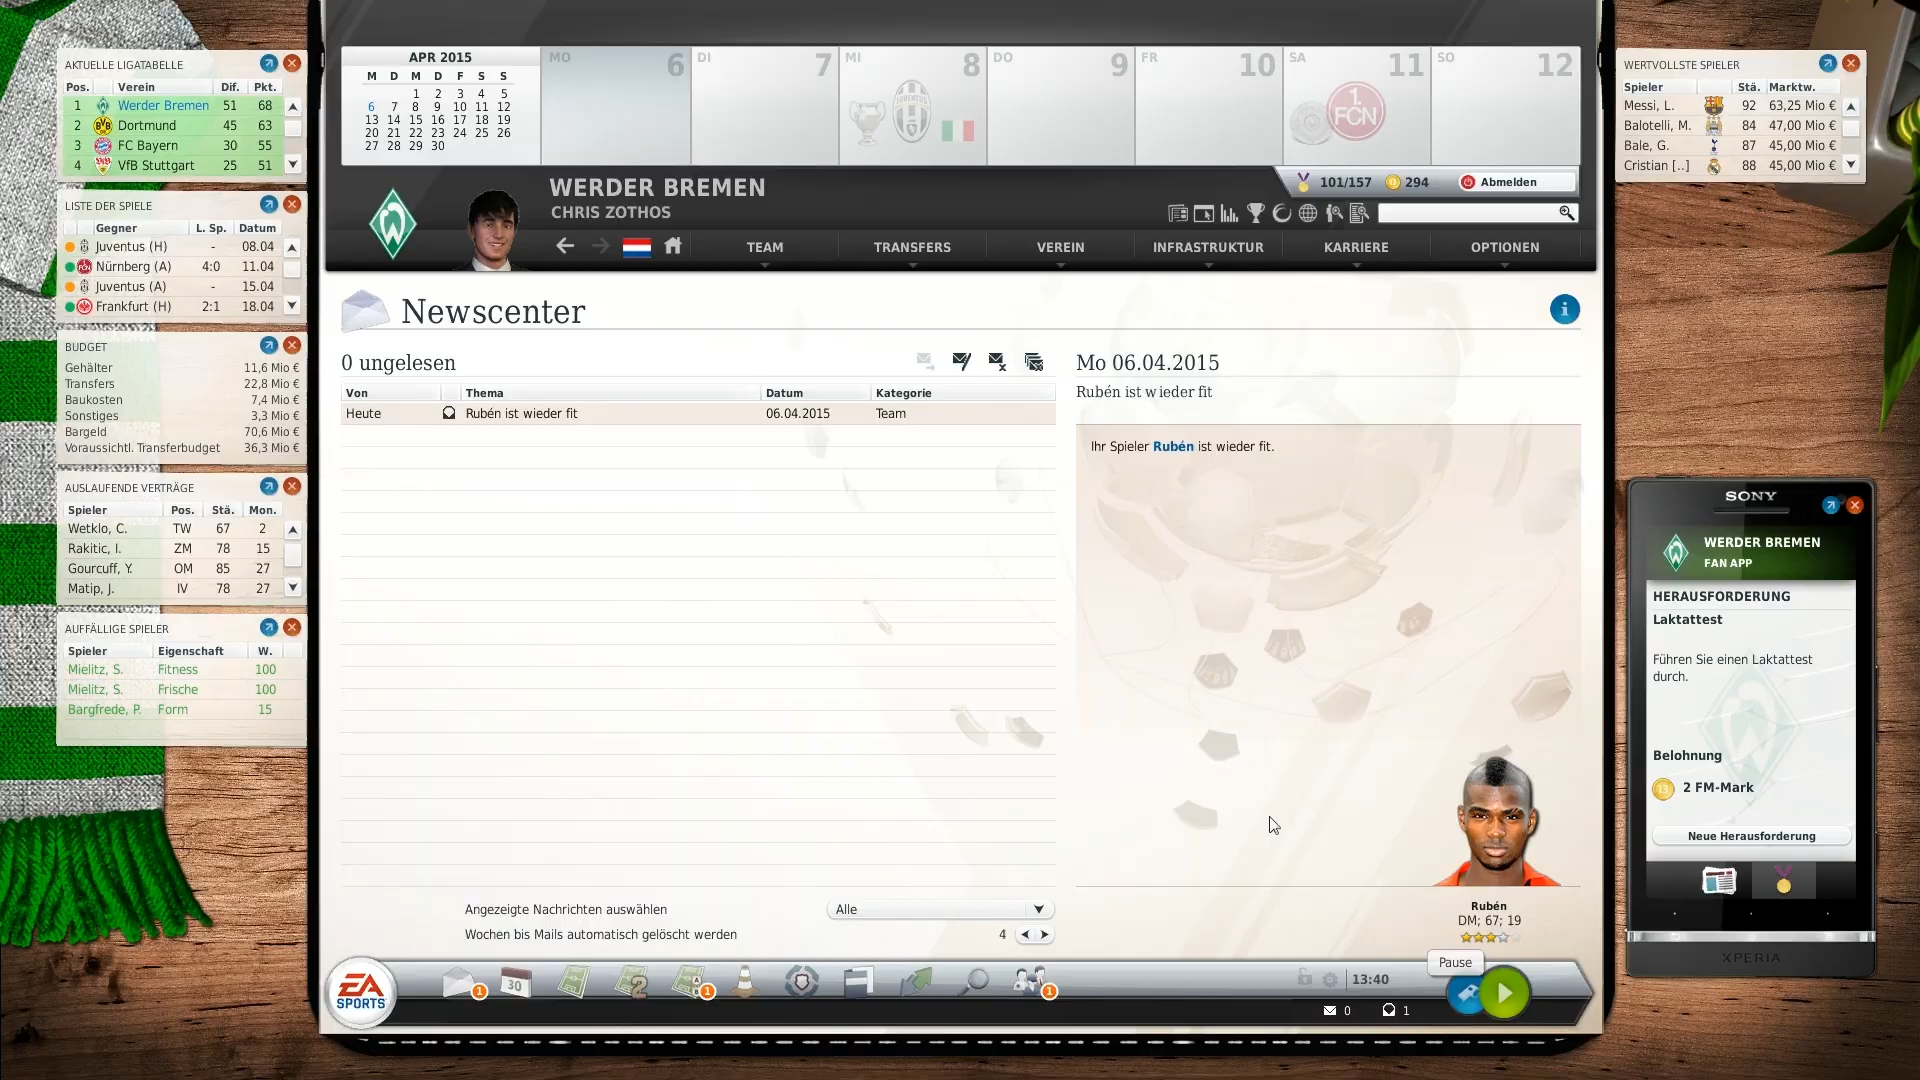 AKTUELLE LIGATABELLE
Pos. Verein Dif. Pkt.
1 Werder Bremen 51 68
2 Dortmund 45 63
3 FC Bayern 30 55
4 VfB Stuttgart 25 51
LISTE DER SPIELE
Gegner L. Sp. Datum
Juventus (H) - 08.04
Nürnberg (A) 4:0 11.04
Juventus (A) - 15.04
Frankfurt (H) 2:1 18.04
BUDGET
Gehälter 11,6 Mio €
Transfers 22,8 Mio €
Baukosten 7,4 Mio €
Sonstiges 3,3 Mio €
Bargeld 70,6 Mio €
Voraussichtl. Transferbudget 36,3 Mio €
AUSLAUFENDE VERTRÄGE
Spieler Pos. Stä. Mon.
Wetklo, C. TW 67 2
Rakitic, I. ZM 78 15
Gourcuff, Y. OM 85 27
Matip, J. IV 78 27
AUFFÄLLIGE SPIELER
Spieler Eigenschaft W.
Mielitz, S. Fitness 100
Mielitz, S. Frische 100
Bargfrede, P. Form 15
APR 2015
M D M D F S S
1 2 3 4 5
6 7 8 9 10 11 12
13 14 15 16 17 18 19
20 21 22 23 24 25 26
27 28 29 30
MO 6 DI 7 MI 8 DO 9 FR 10 SA 11 SO 12
JUVENTUS
1. FCN
WERDER BREMEN
CHRIS ZOTHOS
101/157 294 Abmelden
TEAM TRANSFERS VEREIN INFRASTRUKTUR KARRIERE OPTIONEN
Newscenter
0 ungelesen
Von Thema Datum Kategorie
Heute Rubén ist wieder fit 06.04.2015 Team
Mo 06.04.2015
Rubén ist wieder fit
Ihr Spieler Rubén ist wieder fit.
Rubén
DM; 67; 19
Angezeigte Nachrichten auswählen Alle
Wochen bis Mails automatisch gelöscht werden 4
Pause
EA SPORTS
1 30 2 1 1
13:40
0 1
WERTVOLLSTE SPIELER
Spieler Stä. Marktw.
Messi, L. 92 63,25 Mio €
Balotelli, M. 84 47,00 Mio €
Bale, G. 87 45,00 Mio €
Cristian [..] 88 45,00 Mio €
SONY
WERDER BREMEN
FAN APP
HERAUSFORDERUNG
Laktattest
Führen Sie einen Laktattest
durch.
Belohnung
13 2 FM-Mark
Neue Herausforderung
XPERIA